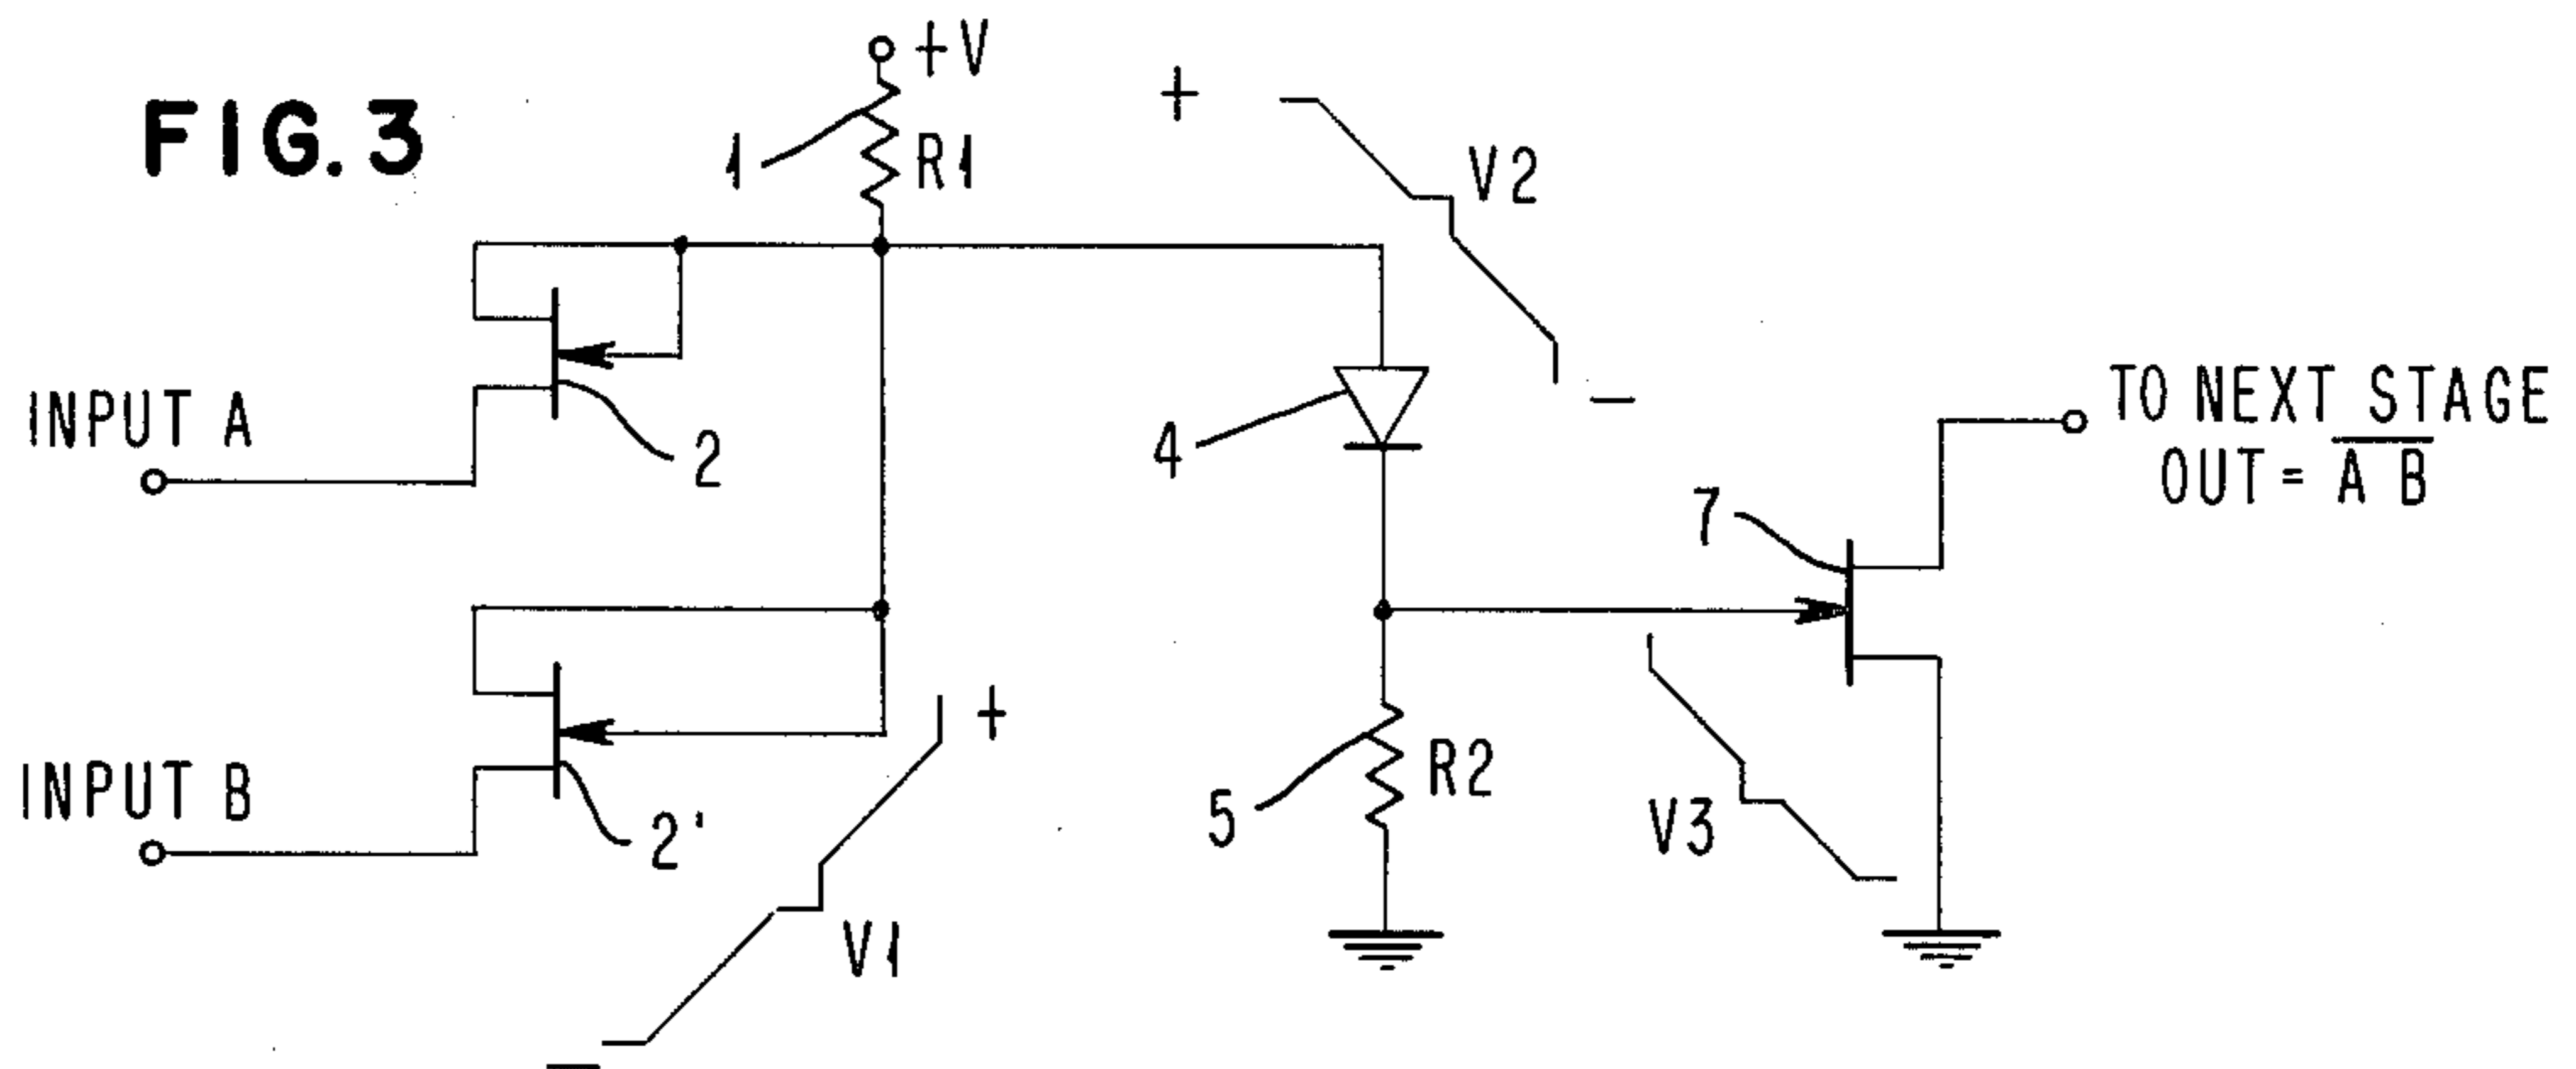 FIG. 3
+V
1
R1
+
V2
−
INPUT A
2
4
TO NEXT STAGE
OUT = A̅ ̅B̅
7
INPUT B
2'
+
V1
−
5
R2
V3